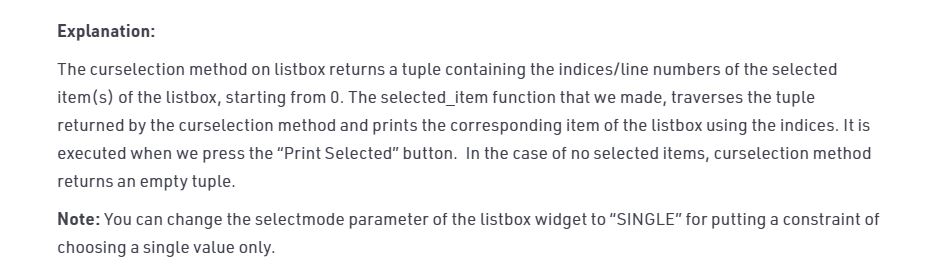 Explanation:
The curselection method on listbox returns a tuple containing the indices/line numbers of the selected
item(s) of the listbox, starting from 0. The selected_item function that we made, traverses the tuple
returned by the curselection method and prints the corresponding item of the listbox using the indices. It is
executed when we press the “Print Selected” button.  In the case of no selected items, curselection method
returns an empty tuple.
Note: You can change the selectmode parameter of the listbox widget to “SINGLE” for putting a constraint of
choosing a single value only.